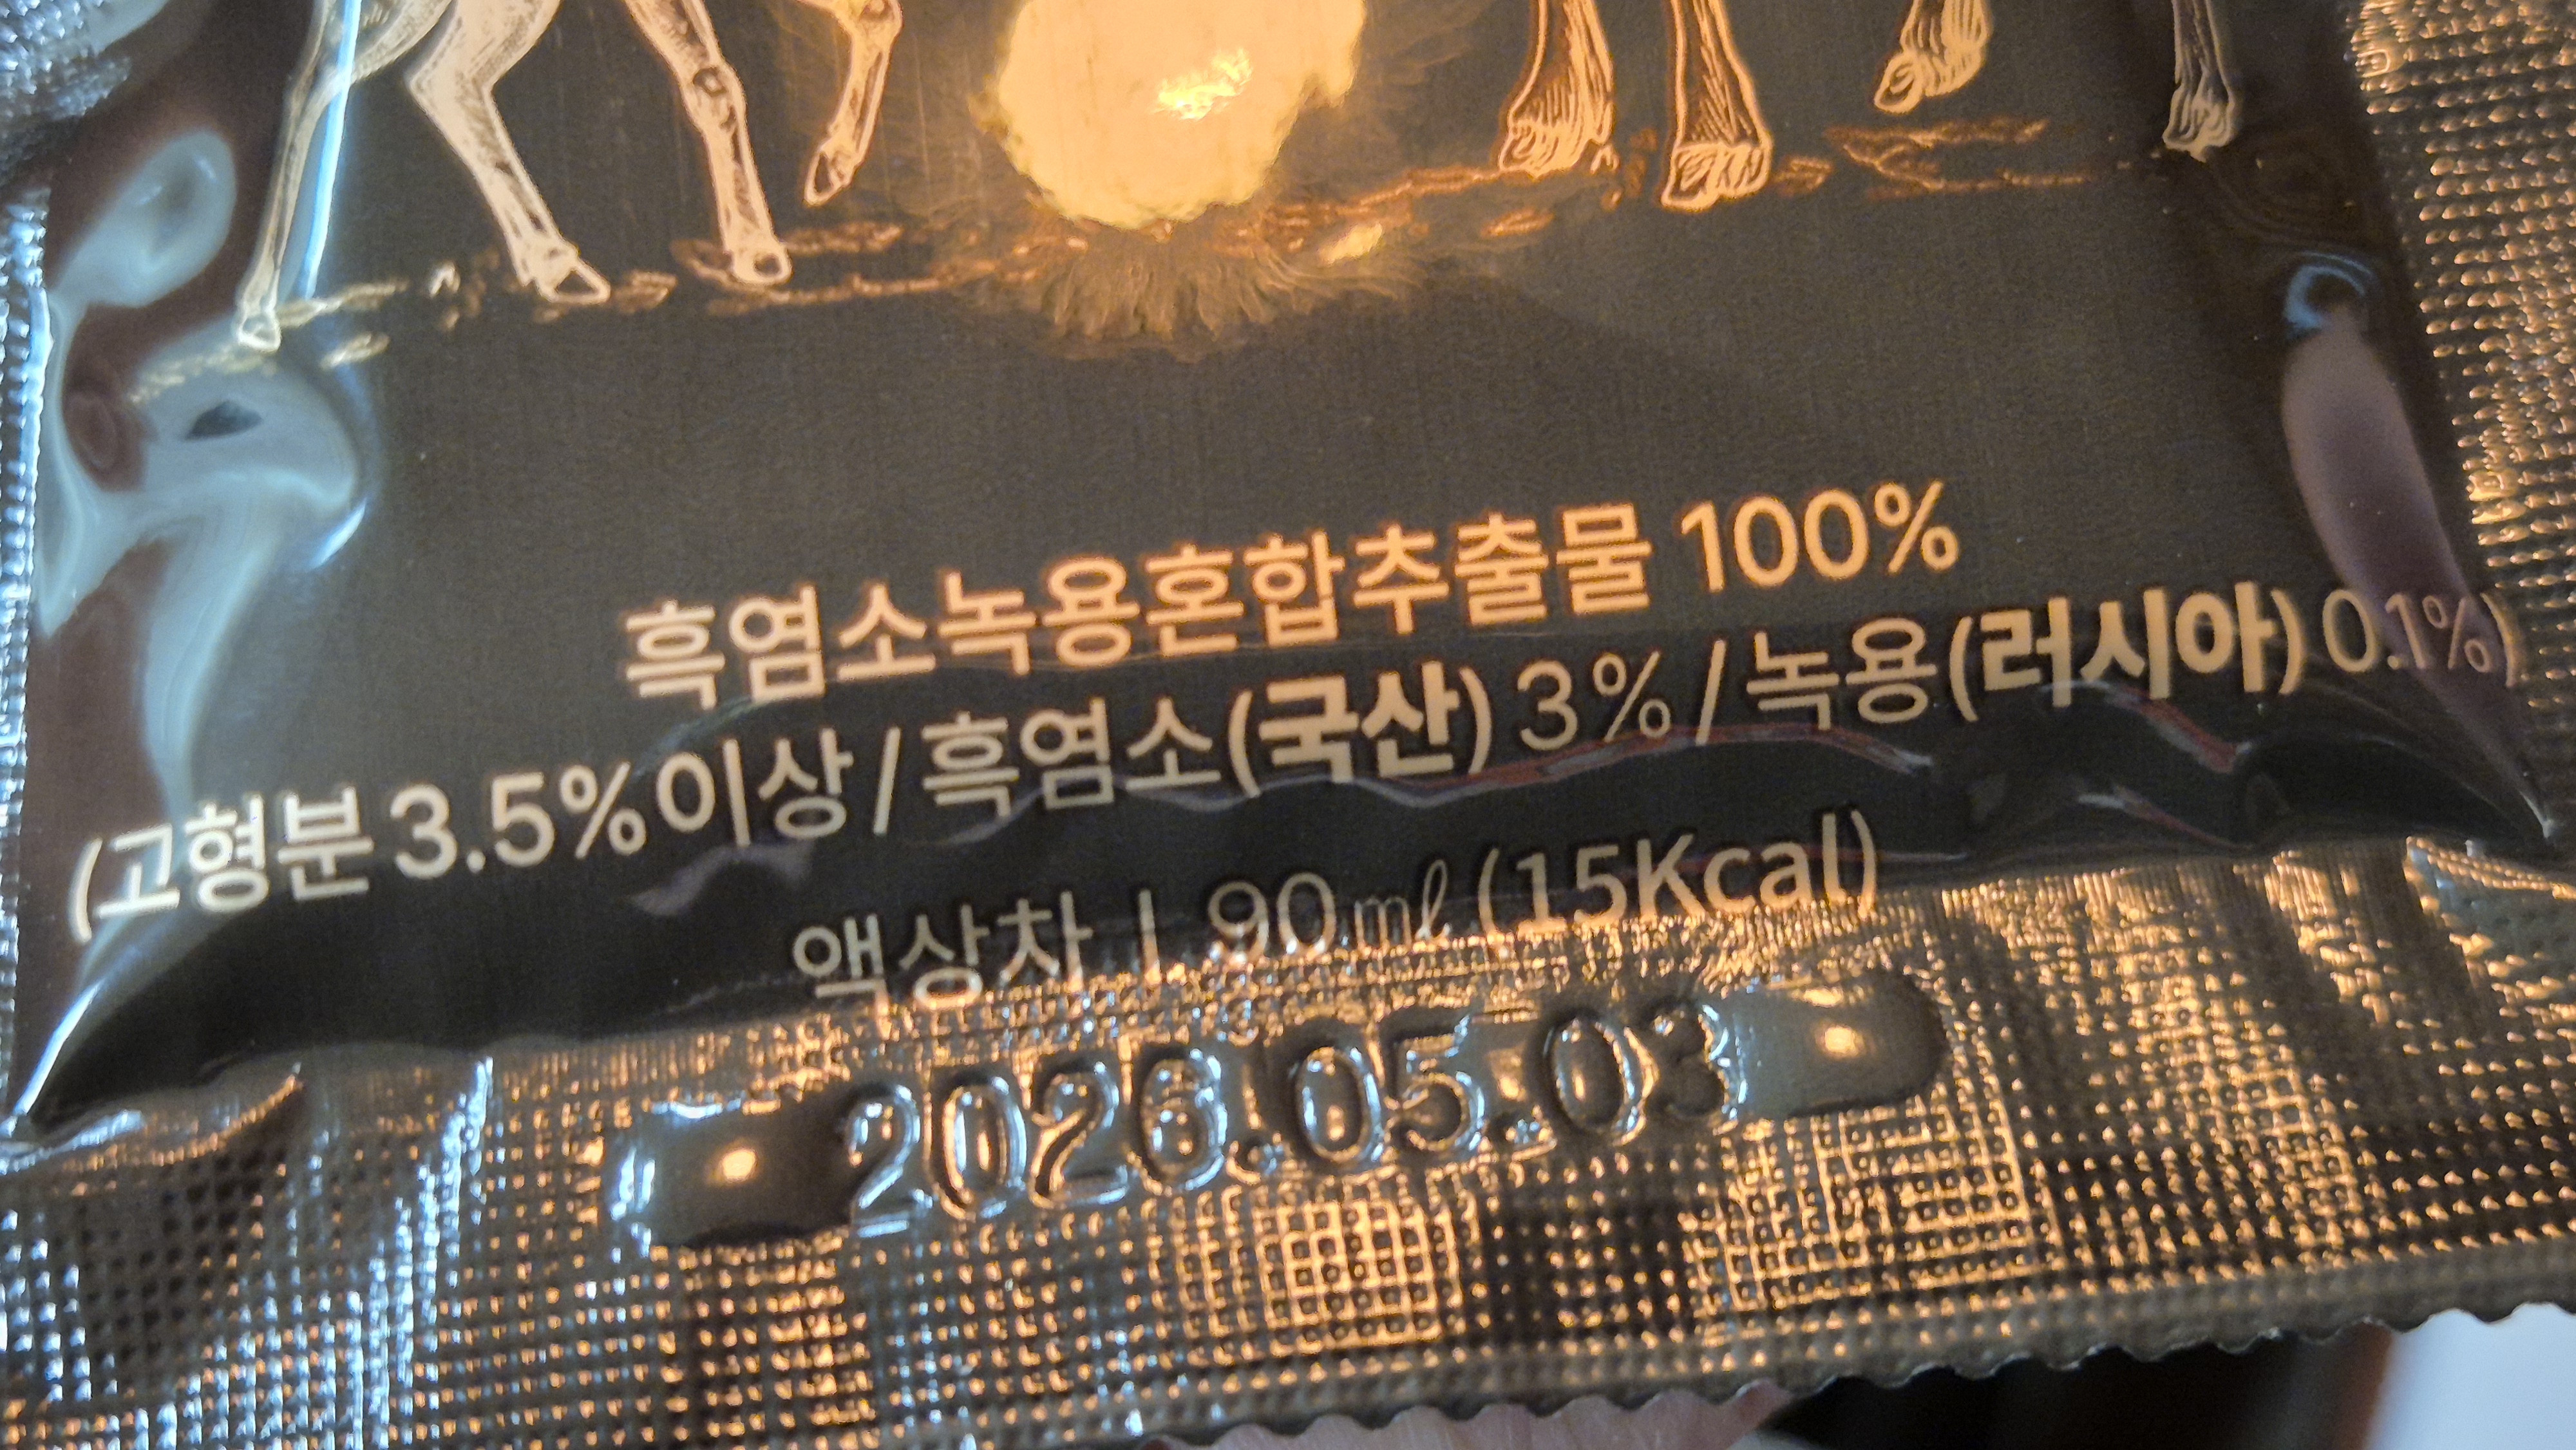 흑염소녹용혼합추출물 100%
(고형분 3.5%이상 / 흑염소(국산) 3% / 녹용(러시아) 0.1%)
액상차 | 90㎖ (15Kcal)
2026.05.03